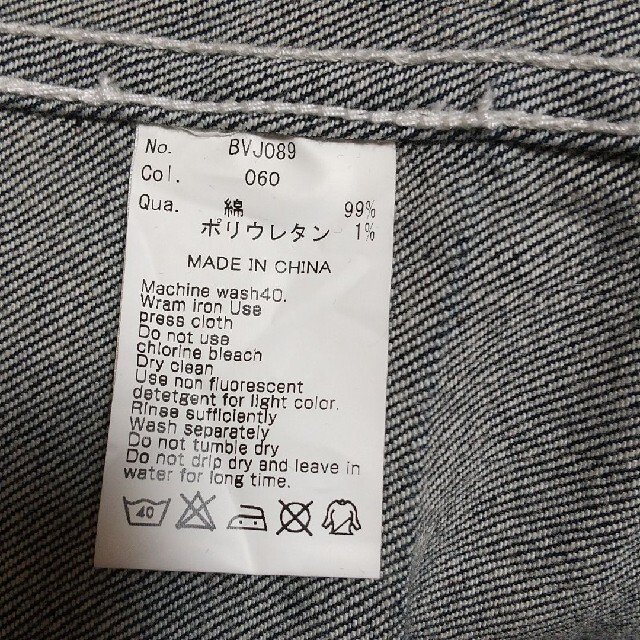 No. BVJ089
Col. 060
Qua. 綿 99%
ポリウレタン 1%
MADE IN CHINA
Machine wash40.
Wram iron Use
press cloth
Do not use
chlorine bleach
Dry clean
Use non fluorescent
detetgent for light color.
Rinse sufficiently
Wash separately
Do not tumble dry
Do not drip dry and leave in
water for long time.
40